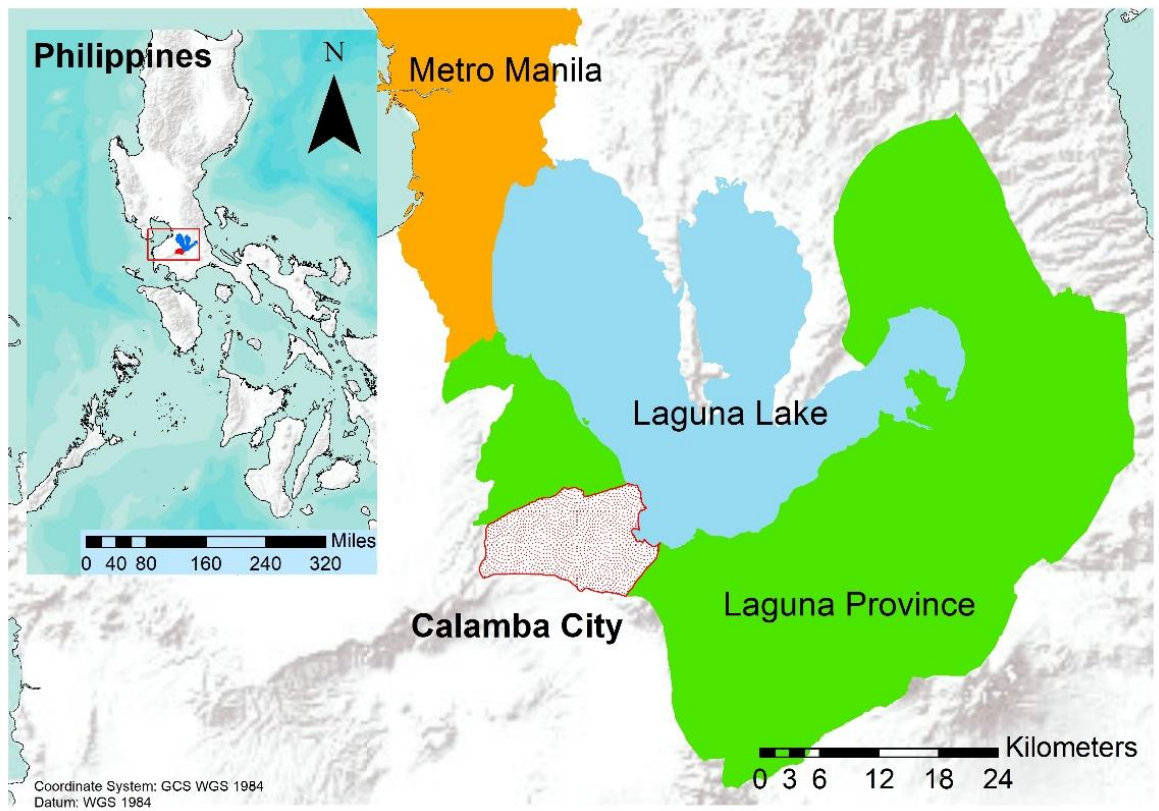 Philippines
N
Metro Manila
Laguna Lake
Miles
0 40 80 160 240 320
Laguna Province
Calamba City
Kilometers
0 3 6 12 18 24
Coordinate System: GCS WGS 1984
Datum: WGS 1984